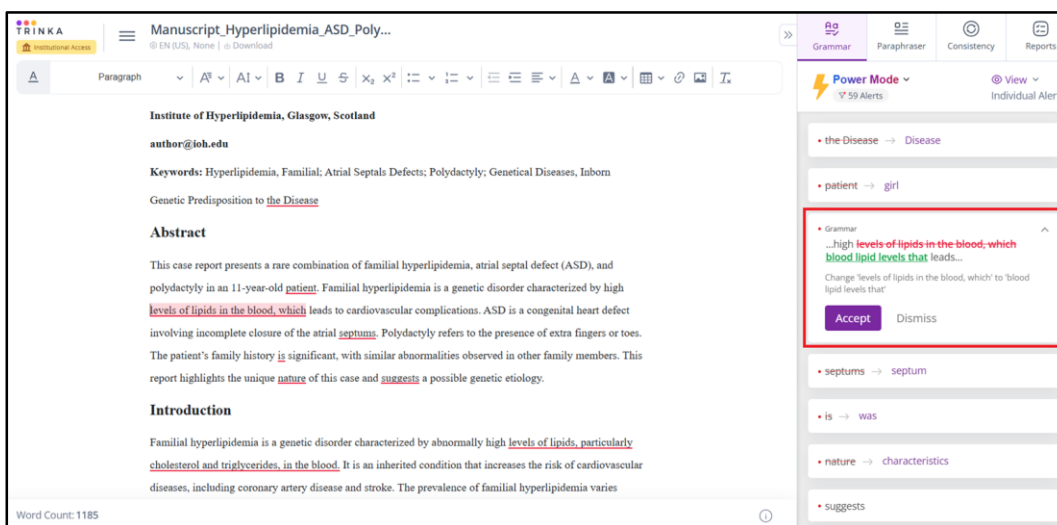 TRINKA
Institutional Access
Manuscript_Hyperlipidemia_ASD_Poly...
EN (US), None | Download
Paragraph
Institute of Hyperlipidemia, Glasgow, Scotland
author@ioh.edu
Keywords: Hyperlipidemia, Familial; Atrial Septals Defects; Polydactyly; Genetical Diseases, Inborn
Genetic Predisposition to the Disease
Abstract
This case report presents a rare combination of familial hyperlipidemia, atrial septal defect (ASD), and
polydactyly in an 11-year-old patient. Familial hyperlipidemia is a genetic disorder characterized by high
levels of lipids in the blood, which leads to cardiovascular complications. ASD is a congenital heart defect
involving incomplete closure of the atrial septums. Polydactyly refers to the presence of extra fingers or toes.
The patient's family history is significant, with similar abnormalities observed in other family members. This
report highlights the unique nature of this case and suggests a possible genetic etiology.
Introduction
Familial hyperlipidemia is a genetic disorder characterized by abnormally high levels of lipids, particularly
cholesterol and triglycerides, in the blood. It is an inherited condition that increases the risk of cardiovascular
diseases, including coronary artery disease and stroke. The prevalence of familial hyperlipidemia varies
Word Count: 1185
Grammar Paraphraser Consistency Reports
Power Mode
59 Alerts
View
Individual Aler
the Disease → Disease
patient → girl
Grammar
...high levels of lipids in the blood, which
blood lipid levels that leads...
Change 'levels of lipids in the blood, which' to 'blood
lipid levels that'
Accept Dismiss
septums → septum
is → was
nature → characteristics
suggests